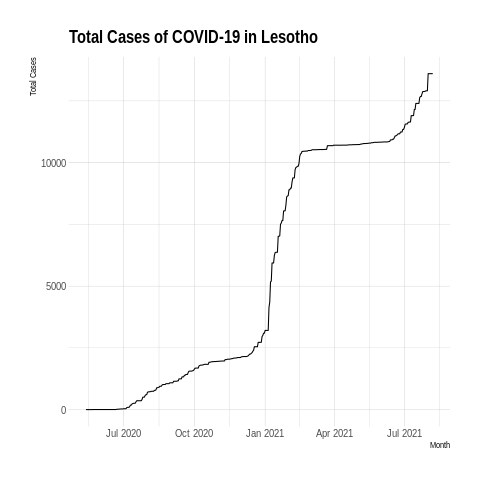 Total Cases of COVID-19 in Lesotho
Total Cases
10000
5000
0
Jul 2020
Oct 2020
Jan 2021
Apr 2021
Jul 2021
Month